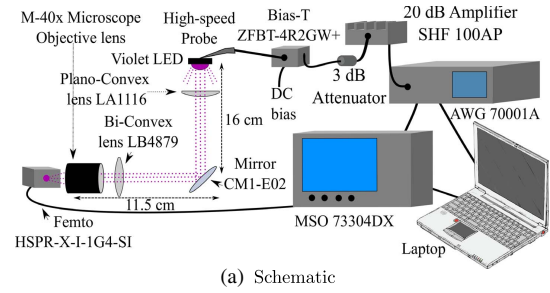 M-40x Microscope
Objective lens
High-speed
Probe
Bias-T
ZFBT-4R2GW+
20 dB Amplifier
SHF 100AP
Violet LED
Plano-Convex
lens LA1116
Bi-Convex
lens LB4879
DC
bias
3 dB
Attenuator
AWG 70001A
16 cm
Mirror
CM1-E02
11.5 cm
Femto
HSPR-X-I-1G4-SI
MSO 73304DX
Laptop
(a) Schematic